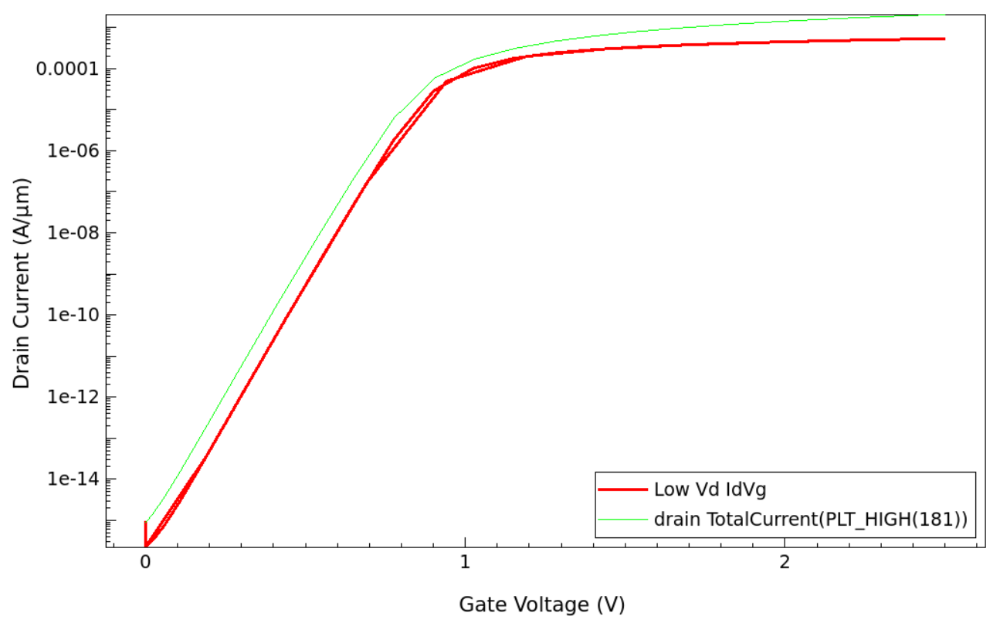 0.0001
1e-06
1e-08
1e-10
1e-12
1e-14
Drain Current (A/μm)
0
1
2
Gate Voltage (V)
Low Vd IdVg
drain TotalCurrent(PLT_HIGH(181))